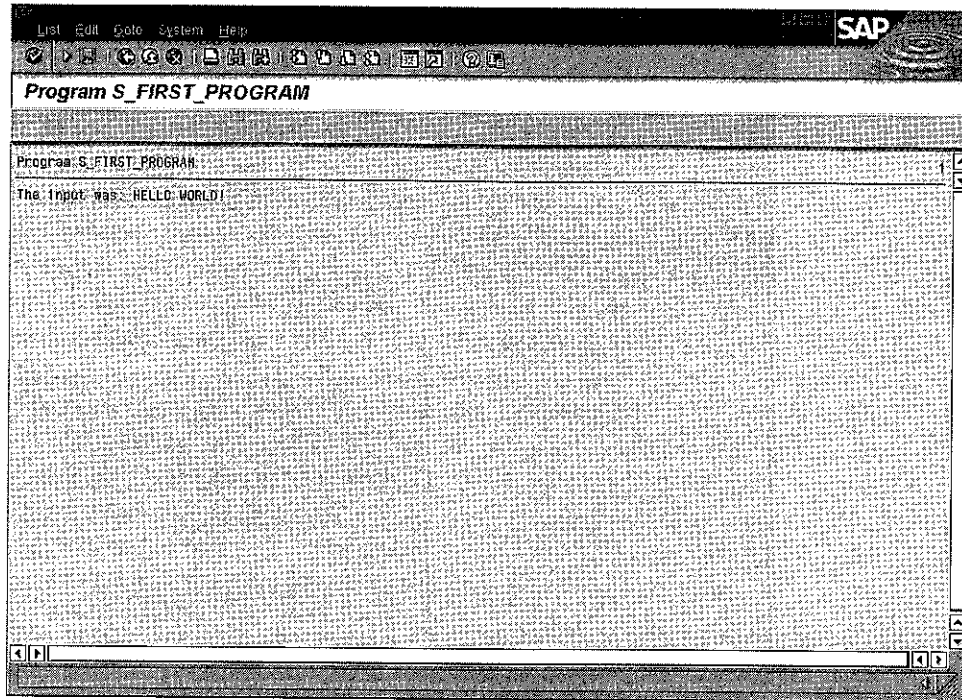 List Edit Goto System Help
SAP
Program S_FIRST_PROGRAM
Program S_FIRST_PROGRAM 1
The input was: HELLO WORLD!